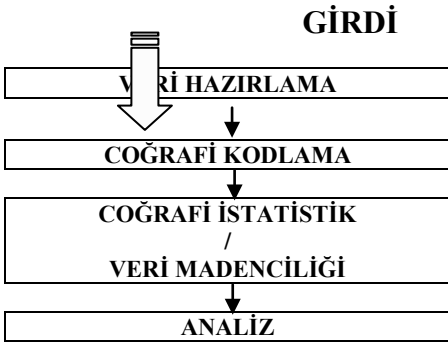 GİRDİ
VERİ HAZIRLAMA
COĞRAFİ KODLAMA
COĞRAFİ İSTATİSTİK
/
VERİ MADENCİLİĞİ
ANALİZ